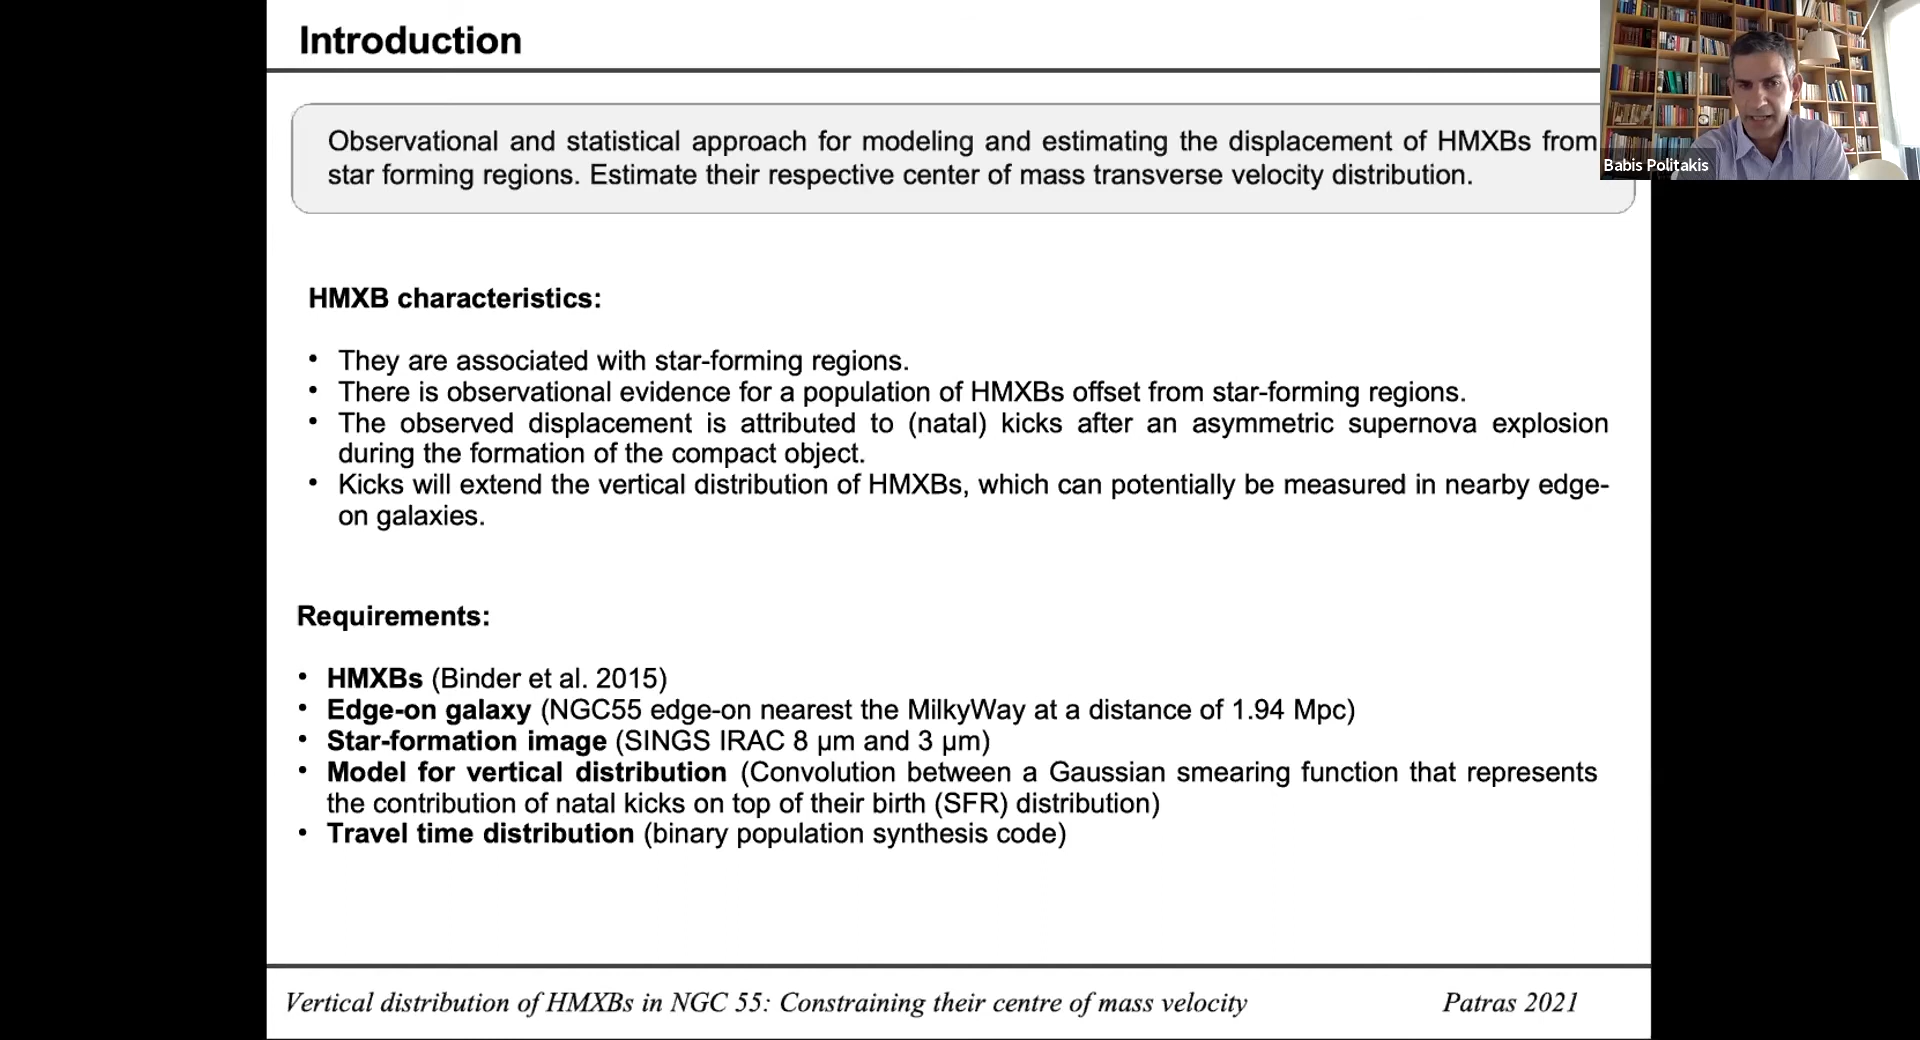 Introduction
Observational and statistical approach for modeling and estimating the displacement of HMXBs from
star forming regions. Estimate their respective center of mass transverse velocity distribution.
Babis Politakis
HMXB characteristics:
• They are associated with star-forming regions.
• There is observational evidence for a population of HMXBs offset from star-forming regions.
• The observed displacement is attributed to (natal) kicks after an asymmetric supernova explosion
during the formation of the compact object.
• Kicks will extend the vertical distribution of HMXBs, which can potentially be measured in nearby edge-
on galaxies.
Requirements:
• HMXBs (Binder et al. 2015)
• Edge-on galaxy (NGC55 edge-on nearest the MilkyWay at a distance of 1.94 Mpc)
• Star-formation image (SINGS IRAC 8 μm and 3 μm)
• Model for vertical distribution (Convolution between a Gaussian smearing function that represents
the contribution of natal kicks on top of their birth (SFR) distribution)
• Travel time distribution (binary population synthesis code)
Vertical distribution of HMXBs in NGC 55: Constraining their centre of mass velocity
Patras 2021